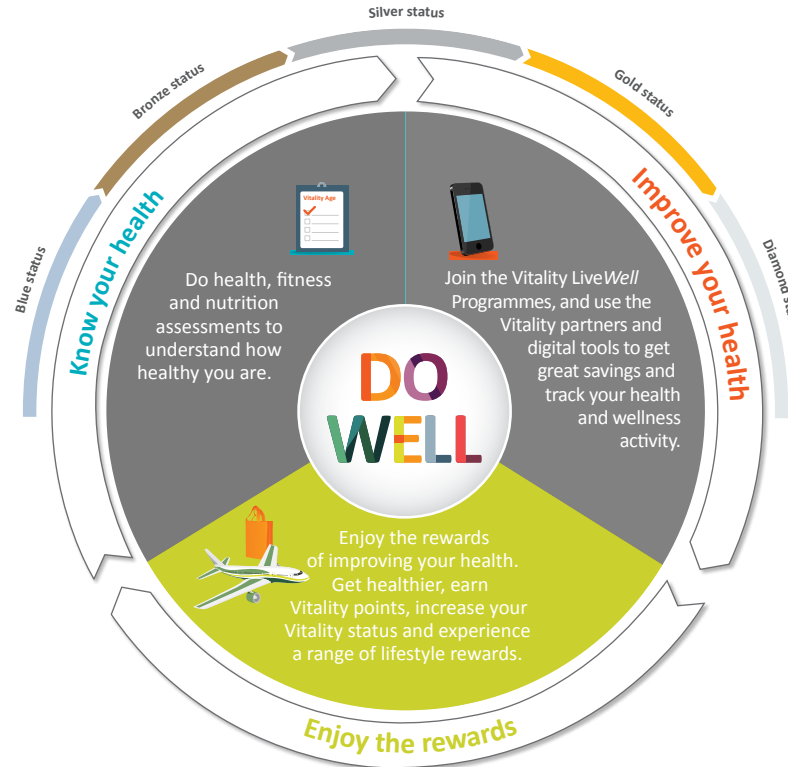 Silver status
Bronze status
Gold status
Blue status
Diamond
Know your health
Improve your health
Vitality Age
Do health, fitness
and nutrition
assessments to
understand how
healthy you are.
Join the Vitality LiveWell
Programmes, and use the
Vitality partners and
digital tools to get
great savings and
track your health
and wellness
activity.
DO
WELL
Enjoy the rewards
of improving your health.
Get healthier, earn
Vitality points, increase your
Vitality status and experience
a range of lifestyle rewards.
Enjoy the rewards